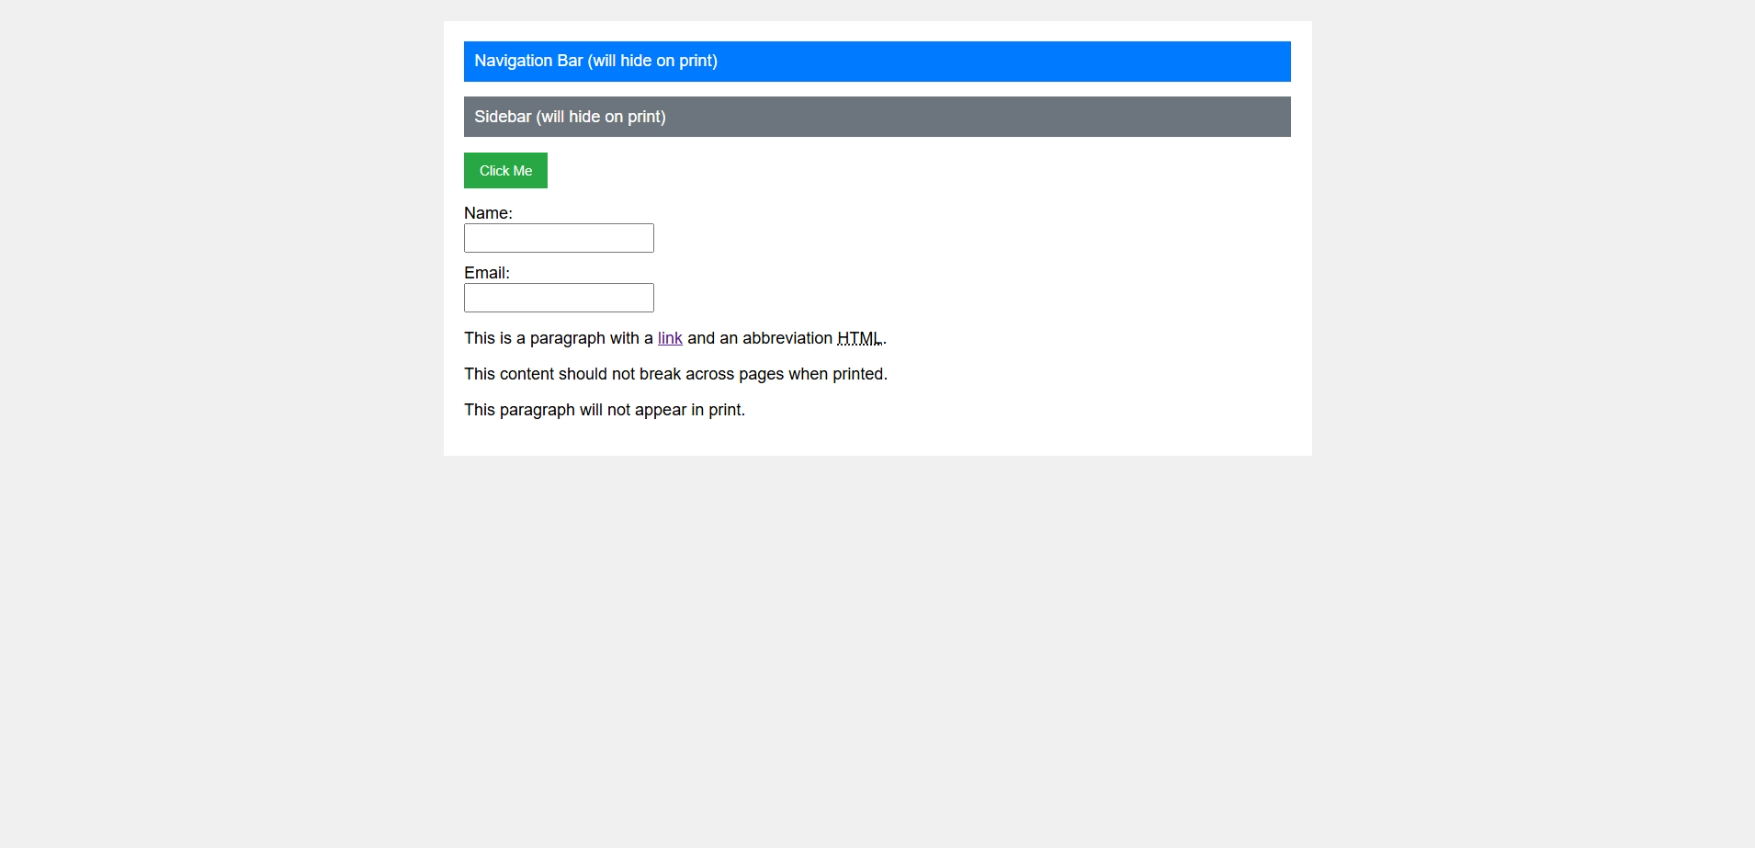 Navigation Bar (will hide on print)
Sidebar (will hide on print)
Click Me
Name:
Email:
This is a paragraph with a link and an abbreviation HTML.
This content should not break across pages when printed.
This paragraph will not appear in print.